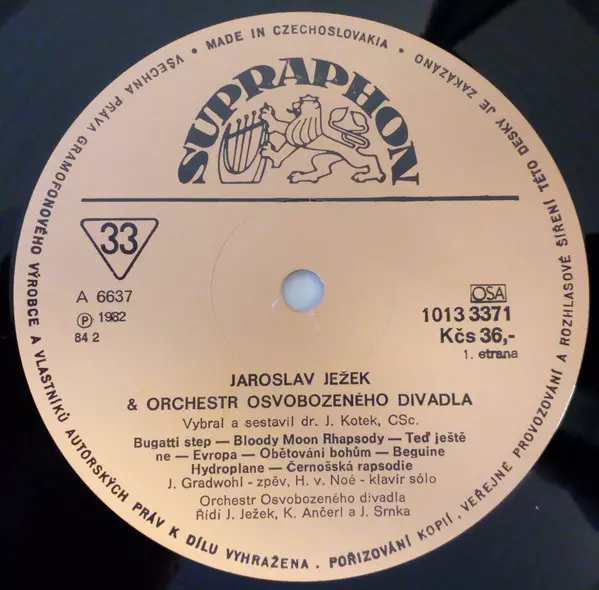 VŠECHNA PRÁVA GRAMOFONOVÉHO VÝROBCE A VLASTNÍKŮ AUTORSKÝCH PRÁV K DÍLU VYHRAŽENA . POŘIZOVÁNÍ KOPIÍ, VEŘEJNÉ PROVOZOVÁNÍ A ROZHLASOVÉ ŠÍŘENÍ TÉTO DESKY JE ZAKÁZÁNO • MADE IN CZECHOSLOVAKIA •
SUPRAPHON
33
A 6637
Ⓟ 1982
84 2
OSA
1013 3371
Kčs 36,-
1. strana
JAROSLAV JEŽEK
& ORCHESTR OSVOBOZENÉHO DIVADLA
Vybral a sestavil dr. J. Kotek, CSc.
Bugatti step — Bloody Moon Rhapsody — Teď ještě
ne — Evropa — Obětování bohům — Beguine
Hydroplane — Černošská rapsodie
J. Gradwohl - zpěv, H. v. Noé - klavír sólo
Orchestr Osvobozeného divadla
Řídí J. Ježek, K. Ančerl a J. Srnka